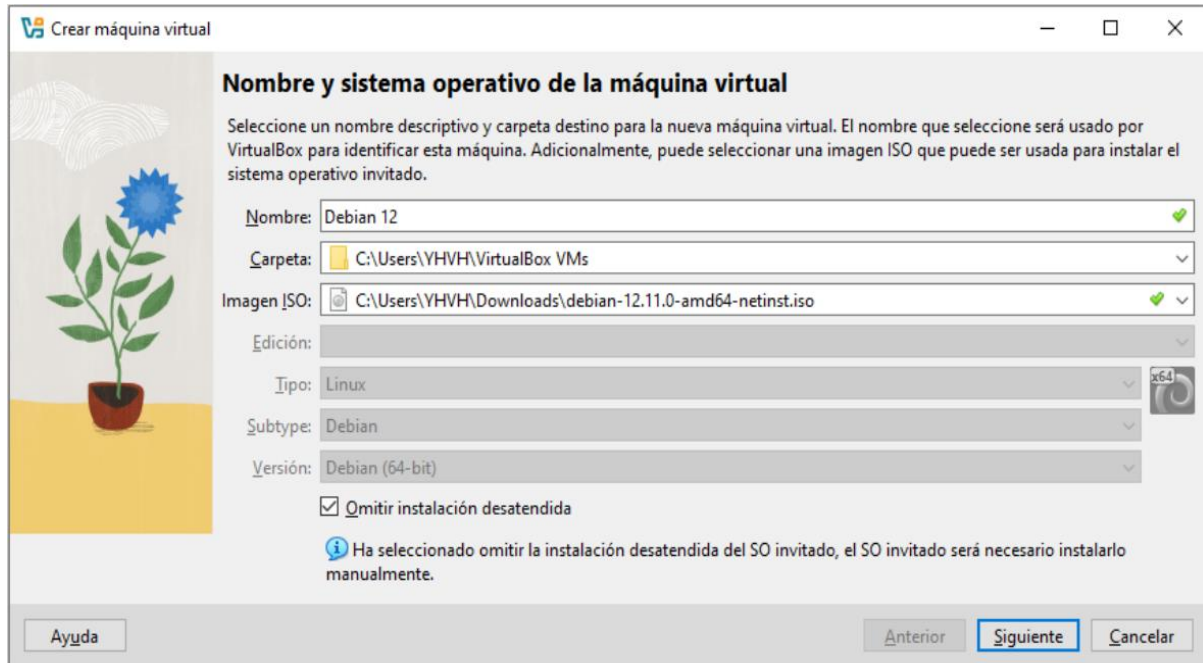 Crear máquina virtual
Nombre y sistema operativo de la máquina virtual
Seleccione un nombre descriptivo y carpeta destino para la nueva máquina virtual. El nombre que seleccione será usado por
VirtualBox para identificar esta máquina. Adicionalmente, puede seleccionar una imagen ISO que puede ser usada para instalar el
sistema operativo invitado.
Nombre: Debian 12
Carpeta: C:\Users\YHVH\VirtualBox VMs
Imagen ISO: C:\Users\YHVH\Downloads\debian-12.11.0-amd64-netinst.iso
Edición:
Tipo: Linux
x64
Subtype: Debian
Versión: Debian (64-bit)
Omitir instalación desatendida
Ha seleccionado omitir la instalación desatendida del SO invitado, el SO invitado será necesario instalarlo
manualmente.
Ayuda Anterior Siguiente Cancelar